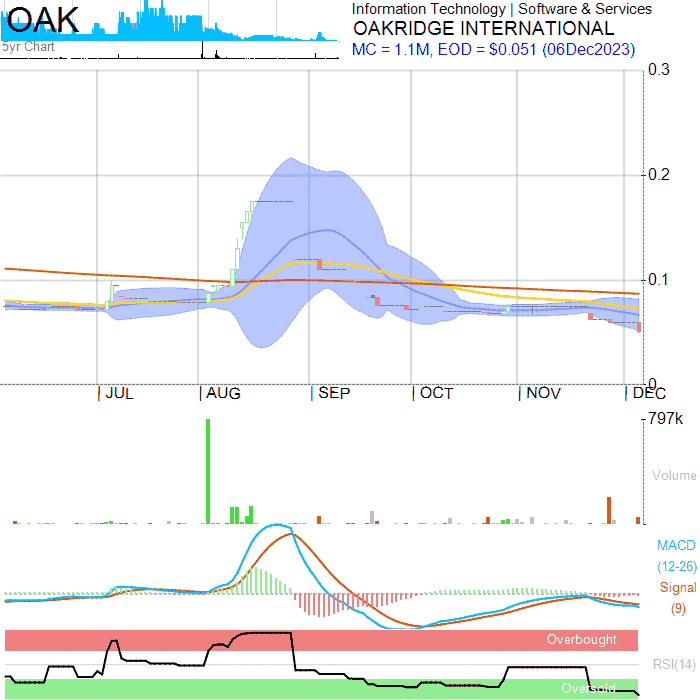 OAK
5yr Chart
Information Technology | Software & Services
OAKRIDGE INTERNATIONAL
MC = 1.1M, EOD = $0.051 (06Dec2023)
0.3
0.2
0.1
0
| JUL | AUG | SEP | OCT | NOV | DEC
797k
Volume
MACD
(12-26)
Signal
(9)
Overbought
RSI(14)
Oversold